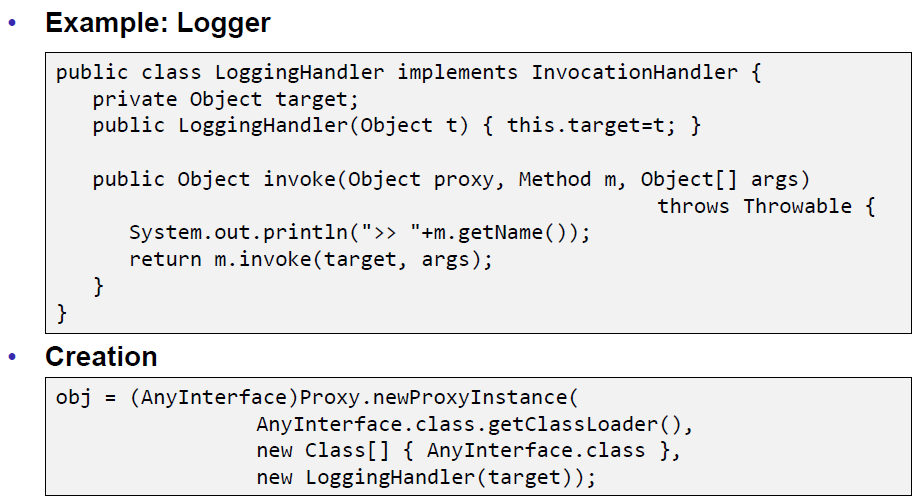 • Example: Logger
public class LoggingHandler implements InvocationHandler {
private Object target;
public LoggingHandler(Object t) { this.target=t; }
public Object invoke(Object proxy, Method m, Object[] args)
throws Throwable {
System.out.println(">> "+m.getName());
return m.invoke(target, args);
}
}
• Creation
obj = (AnyInterface)Proxy.newProxyInstance(
AnyInterface.class.getClassLoader(),
new Class[] { AnyInterface.class },
new LoggingHandler(target));